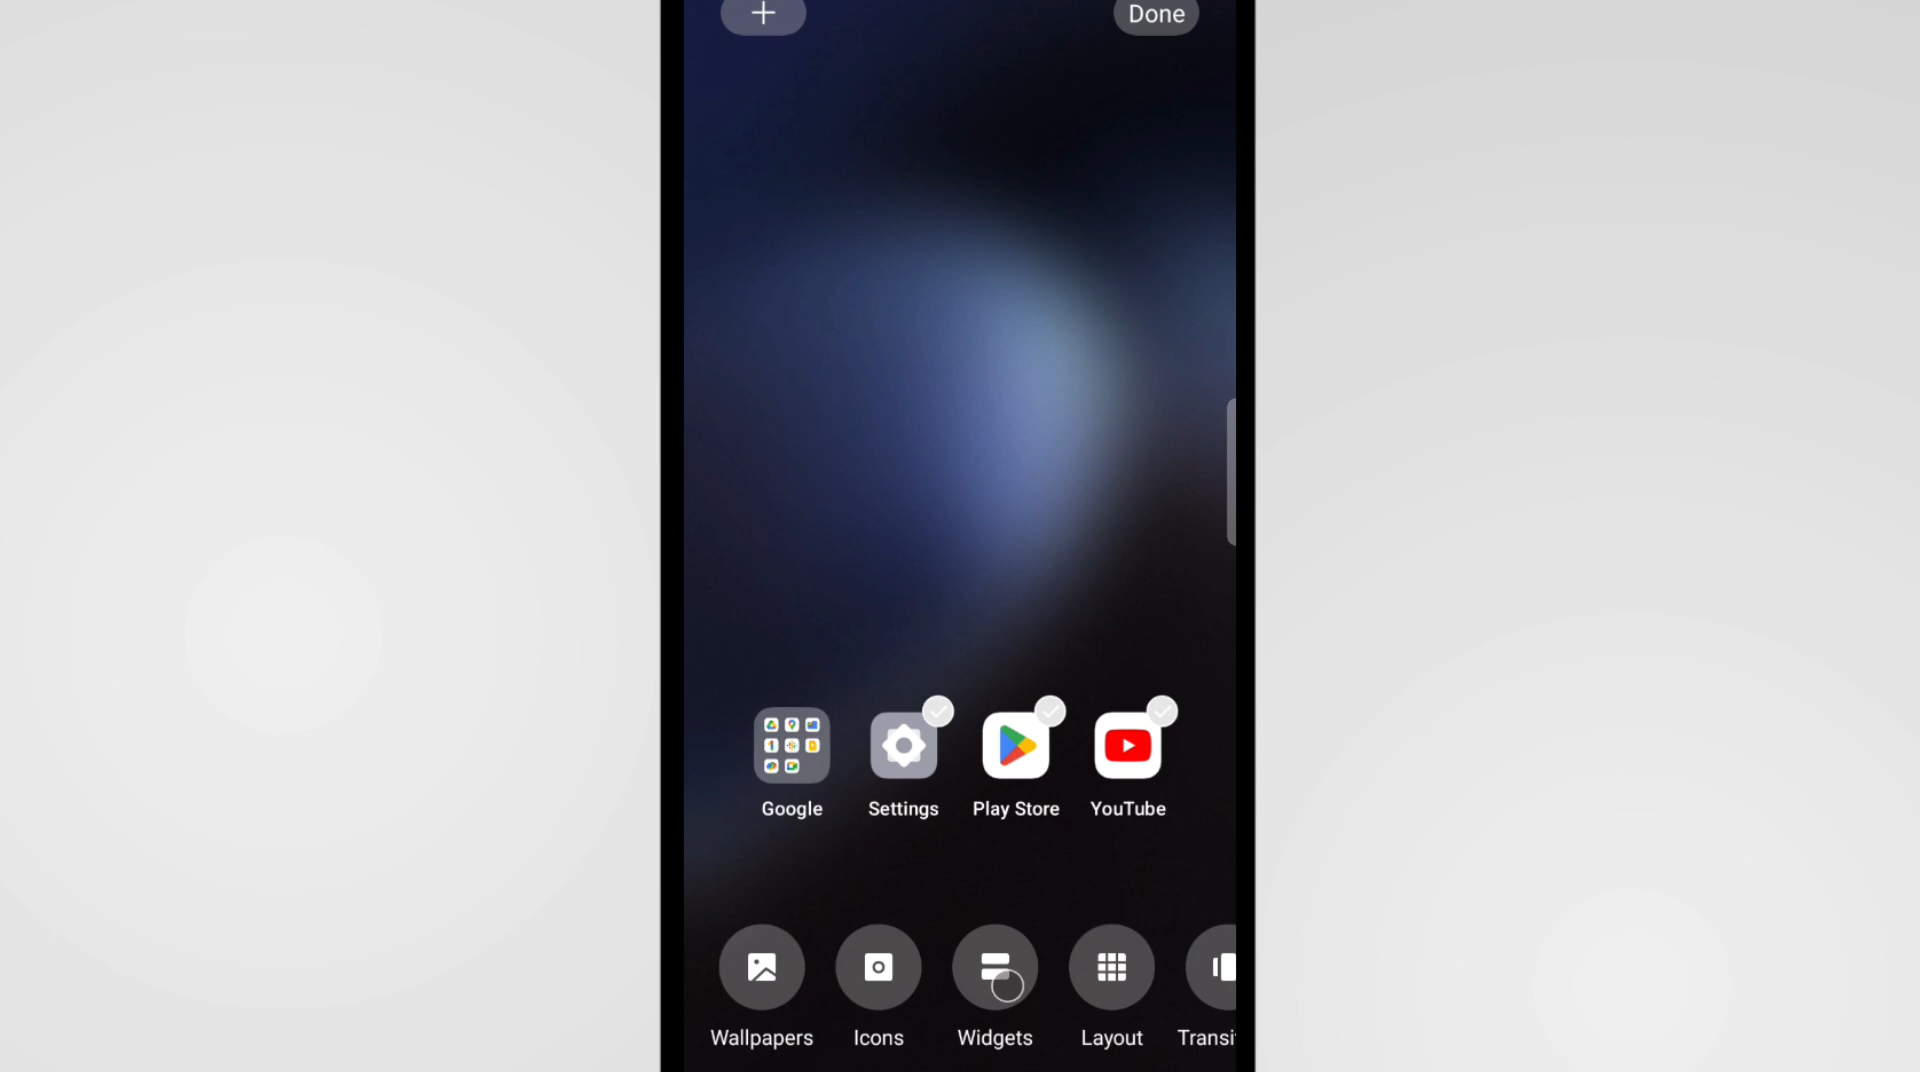 Done
Google
Settings
Play Store
YouTube
Wallpapers
Icons
Widgets
Layout
Transi